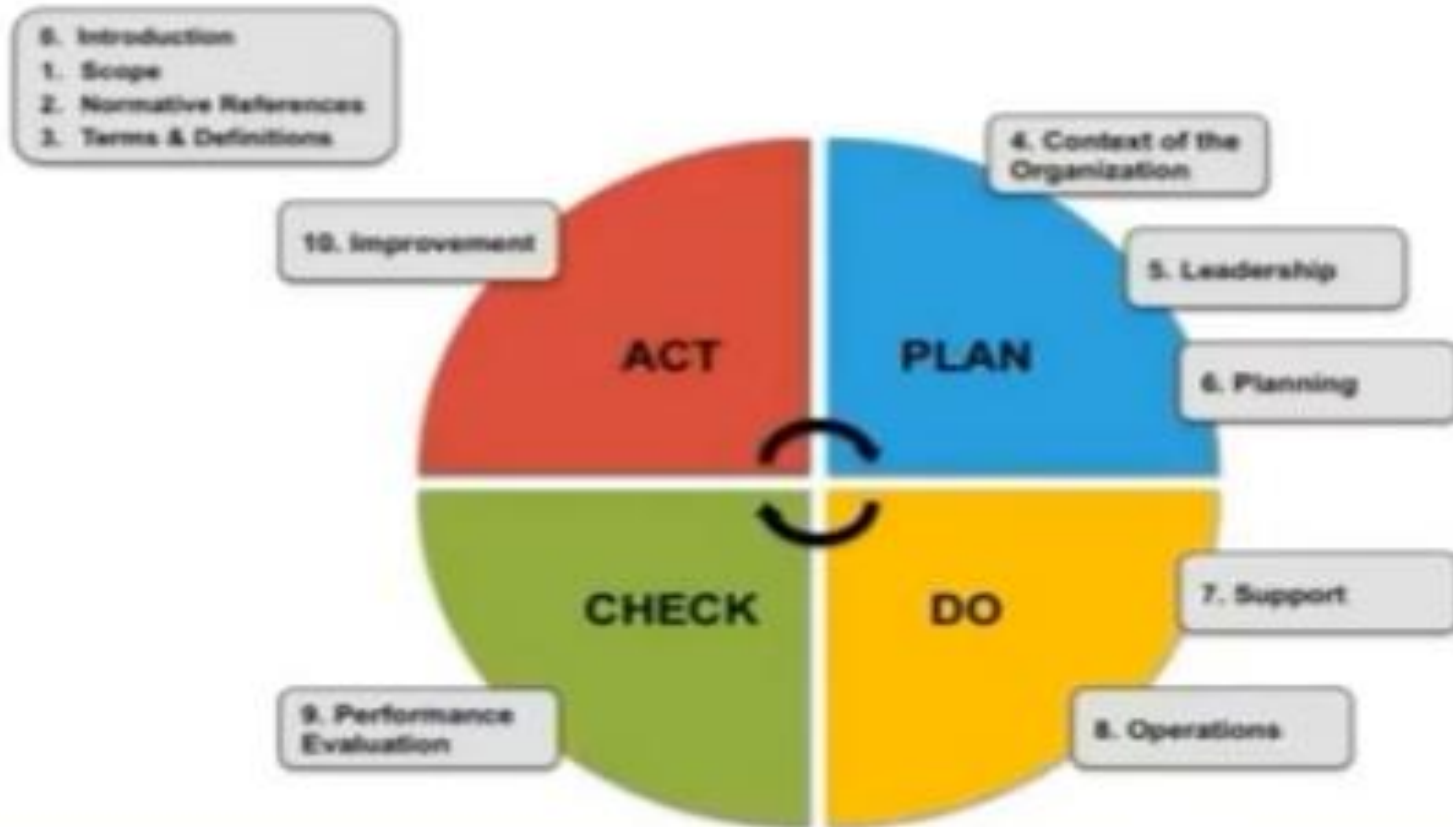 0. Introduction
1. Scope
2. Normative References
3. Terms & Definitions
4. Context of the
Organization
10. Improvement
5. Leadership
ACT
PLAN
6. Planning
CHECK
DO
7. Support
9. Performance
Evaluation
8. Operations